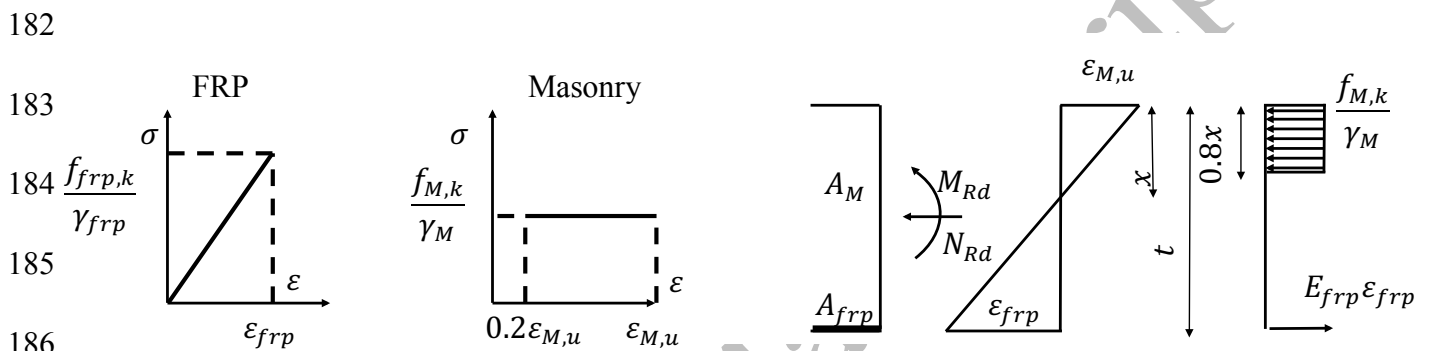 182
183
184
185
186
FRP
σ
f_{frp,k}
γ_{frp}
ε
ε_{frp}
Masonry
σ
f_{M,k}
γ_M
ε
0.2ε_{M,u}
ε_{M,u}
A_M
A_{frp}
M_{Rd}
N_{Rd}
ε_{M,u}
ε_{frp}
x
t
0.8x
f_{M,k}
γ_M
E_{frp}ε_{frp}